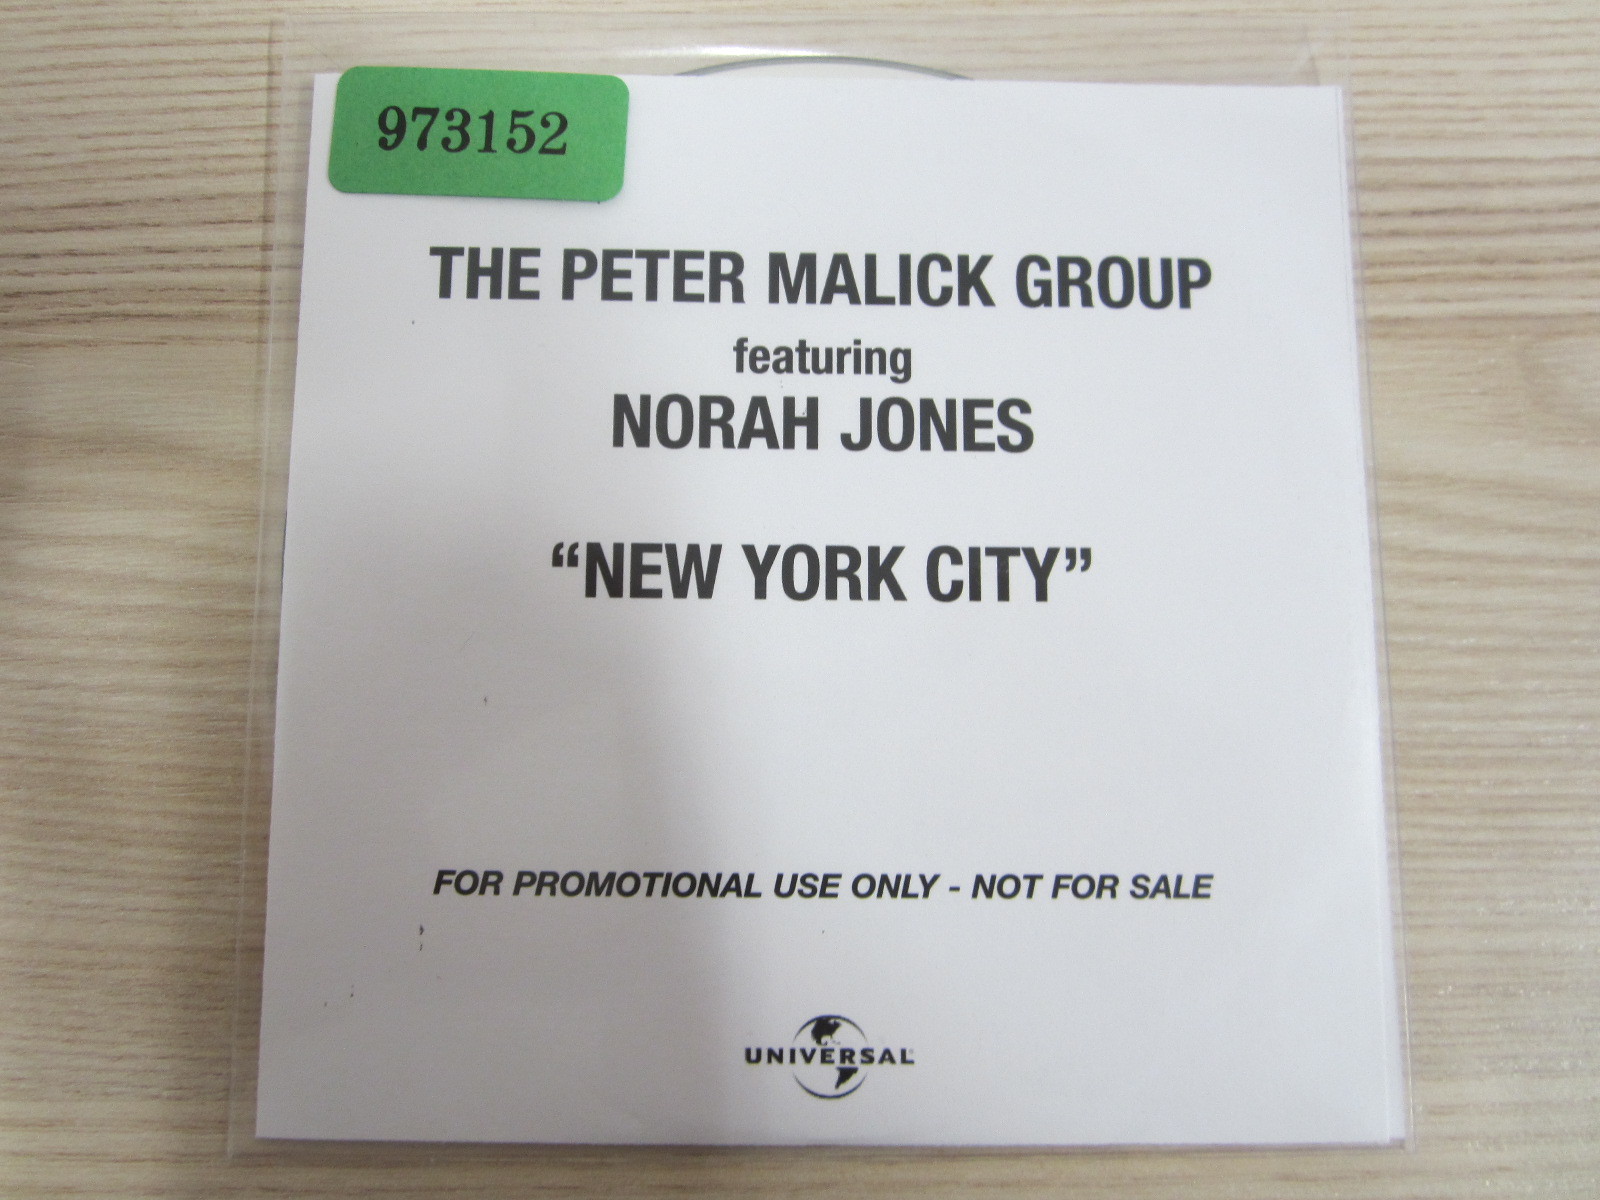 973152
THE PETER MALICK GROUP
featuring
NORAH JONES
“NEW YORK CITY”
FOR PROMOTIONAL USE ONLY - NOT FOR SALE
UNIVERSAL